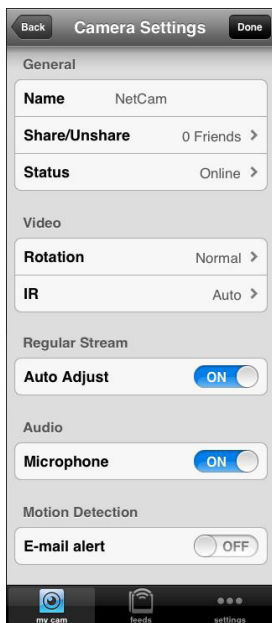 Back Camera Settings Done
General
Name NetCam
Share/Unshare 0 Friends >
Status Online >
Video
Rotation Normal >
IR Auto >
Regular Stream
Auto Adjust ON
Audio
Microphone ON
Motion Detection
E-mail alert OFF
my cam feeds settings